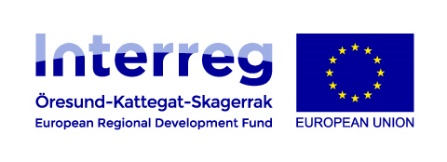 Interreg
Öresund-Kattegat-Skagerrak
European Regional Development Fund
EUROPEAN UNION